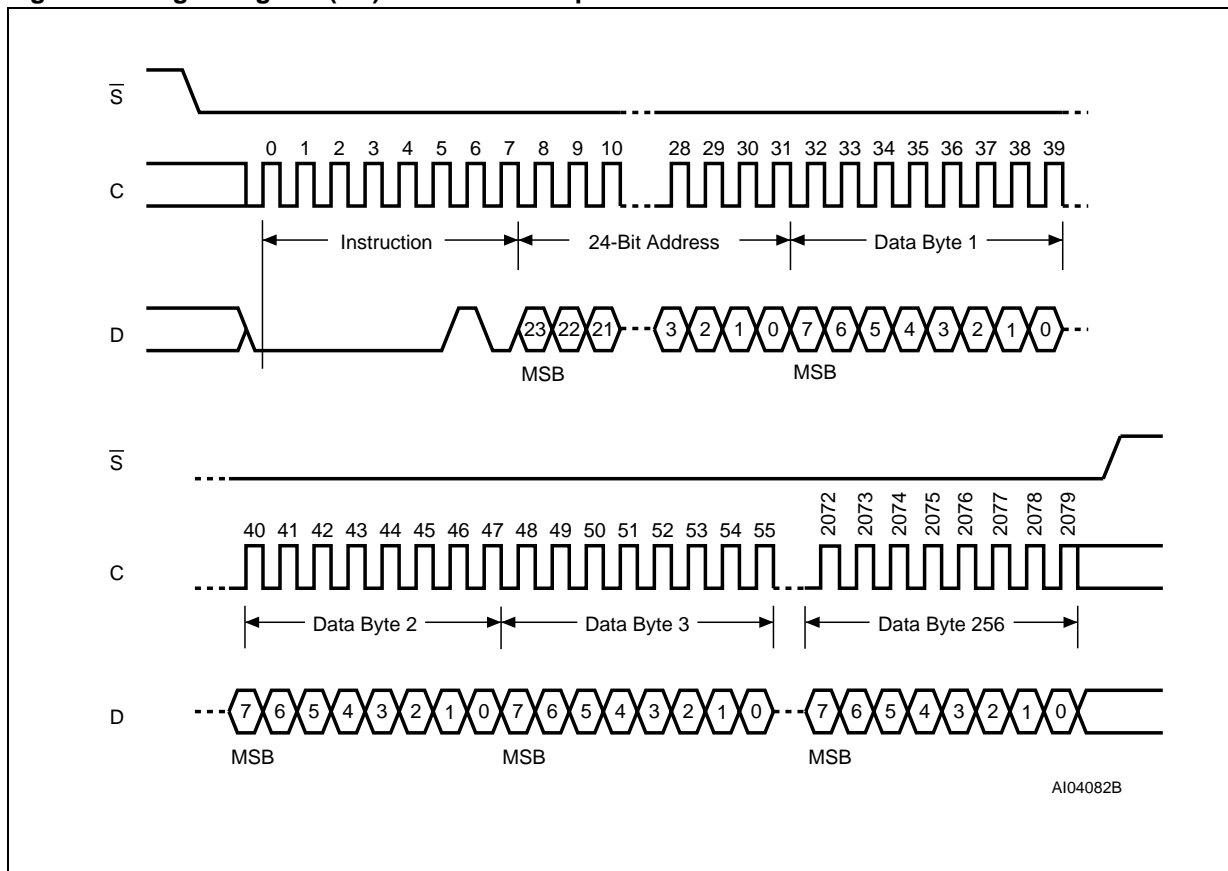 S
0 1 2 3 4 5 6 7 8 9 10 28 29 30 31 32 33 34 35 36 37 38 39
C
Instruction 24-Bit Address Data Byte 1
D 23 22 21 3 2 1 0 7 6 5 4 3 2 1 0
MSB MSB
S
40 41 42 43 44 45 46 47 48 49 50 51 52 53 54 55 2072 2073 2074 2075 2076 2077 2078 2079
C
Data Byte 2 Data Byte 3 Data Byte 256
D 7 6 5 4 3 2 1 0 7 6 5 4 3 2 1 0 7 6 5 4 3 2 1 0
MSB MSB MSB
AI04082B